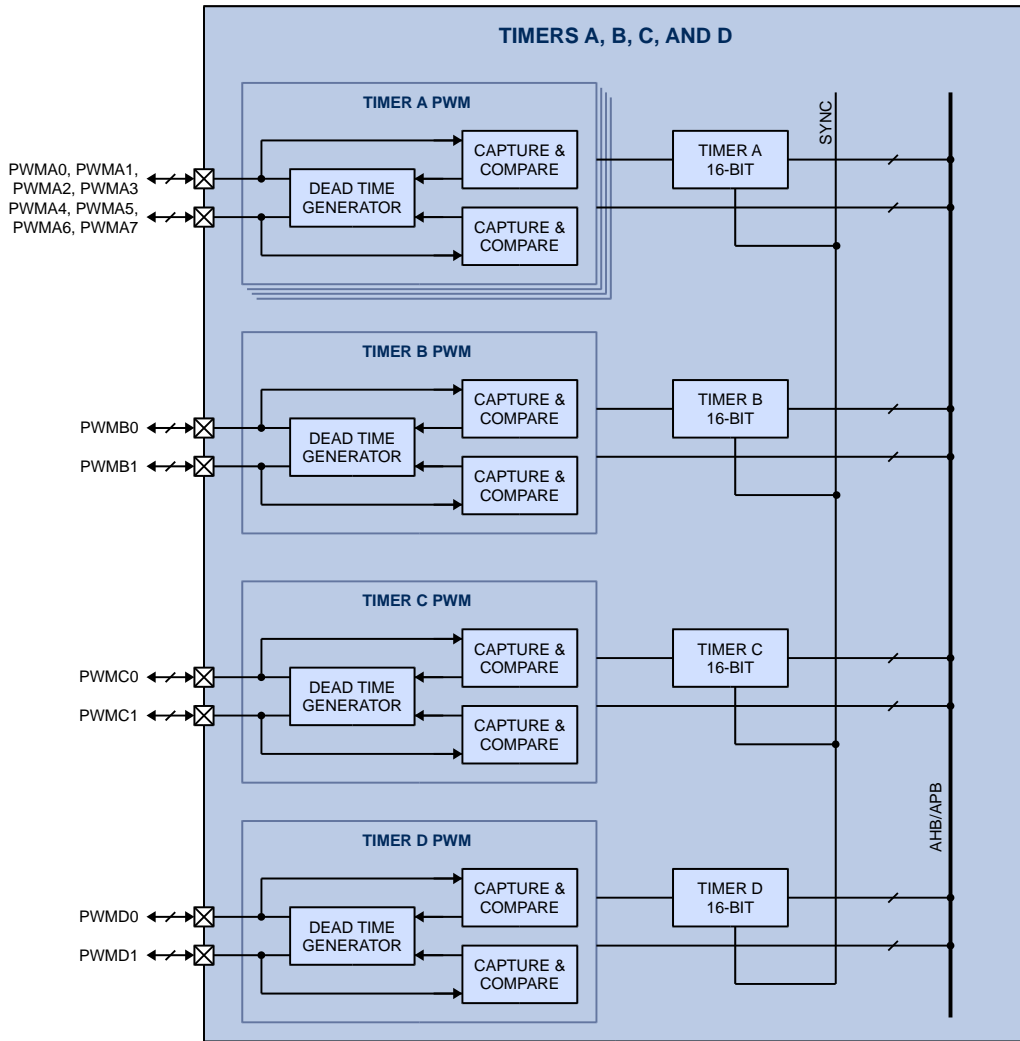 TIMERS A, B, C, AND D
TIMER A PWM
SYNC
CAPTURE &
COMPARE
TIMER A
16-BIT
PWMA0, PWMA1,
PWMA2, PWMA3
DEAD TIME
GENERATOR
PWMA4, PWMA5,
PWMA6, PWMA7
CAPTURE &
COMPARE
TIMER B PWM
CAPTURE &
COMPARE
TIMER B
16-BIT
PWMB0
DEAD TIME
GENERATOR
PWMB1
CAPTURE &
COMPARE
TIMER C PWM
CAPTURE &
COMPARE
TIMER C
16-BIT
PWMC0
DEAD TIME
GENERATOR
PWMC1
CAPTURE &
COMPARE
AHB/APB
TIMER D PWM
CAPTURE &
COMPARE
TIMER D
16-BIT
PWMD0
DEAD TIME
GENERATOR
PWMD1
CAPTURE &
COMPARE